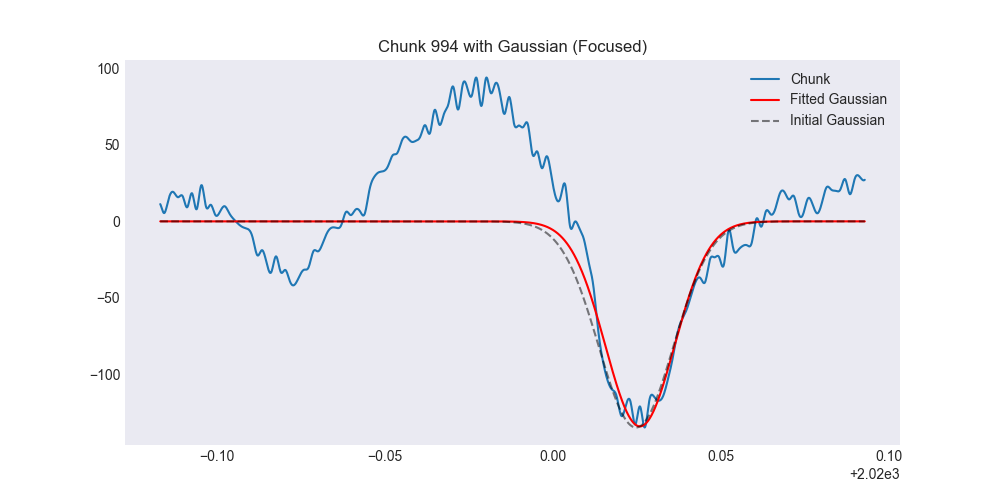 Chunk 994 with Gaussian (Focused)
Chunk
Fitted Gaussian
Initial Gaussian
100
50
0
−50
−100
−0.10
−0.05
0.00
0.05
0.10
+2.02e3